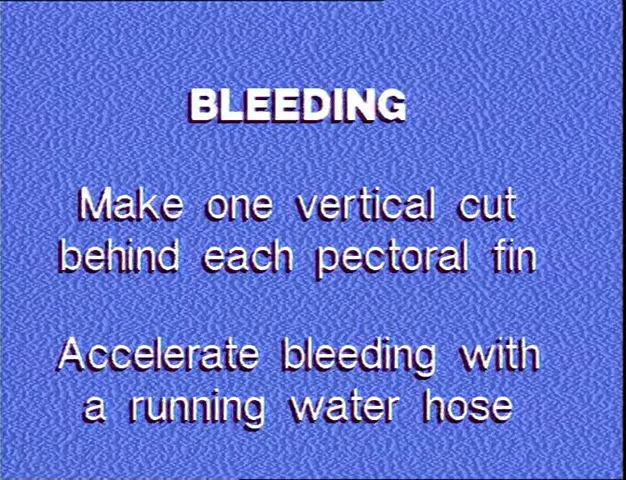 BLEEDING
Make one vertical cut
behind each pectoral fin
Accelerate bleeding with
a running water hose